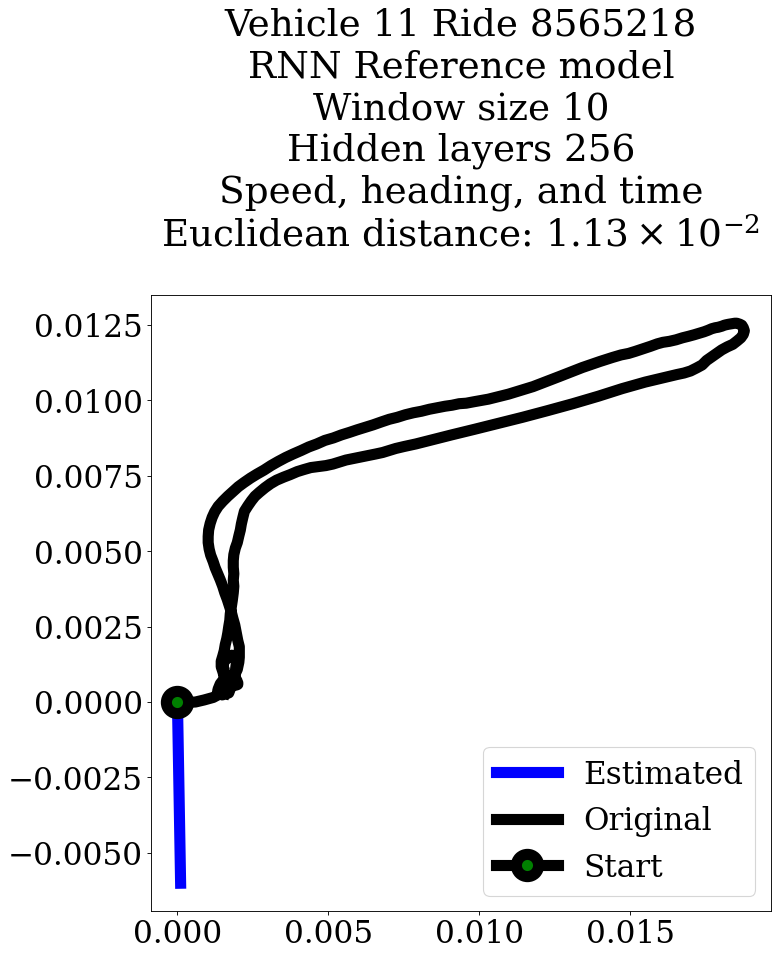 Vehicle 11 Ride 8565218
RNN Reference model
Window size 10
Hidden layers 256
Speed, heading, and time
Euclidean distance: 1.13 × 10⁻²
0.0125
0.0100
0.0075
0.0050
0.0025
0.0000
−0.0025
−0.0050
Estimated
Original
Start
0.000 0.005 0.010 0.015